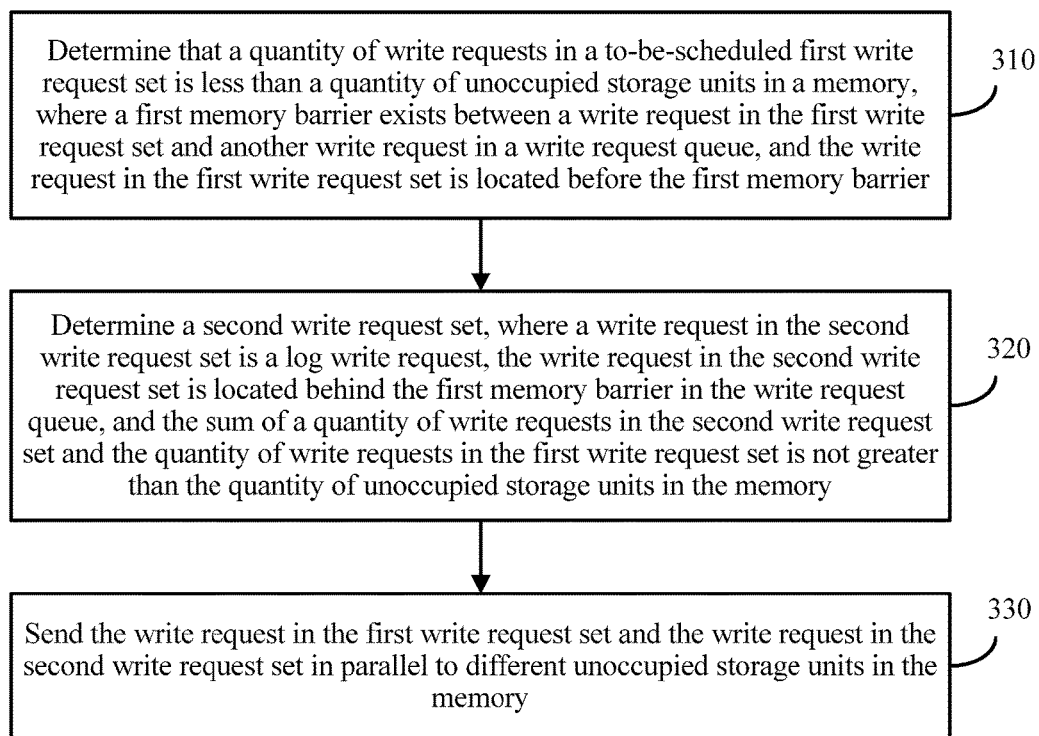 Determine that a quantity of write requests in a to-be-scheduled first write
request set is less than a quantity of unoccupied storage units in a memory,
where a first memory barrier exists between a write request in the first write
request set and another write request in a write request queue, and the write
request in the first write request set is located before the first memory barrier
310
Determine a second write request set, where a write request in the second
write request set is a log write request, the write request in the second write
request set is located behind the first memory barrier in the write request
queue, and the sum of a quantity of write requests in the second write request
set and the quantity of write requests in the first write request set is not greater
than the quantity of unoccupied storage units in the memory
320
Send the write request in the first write request set and the write request in the
second write request set in parallel to different unoccupied storage units in the
memory
330